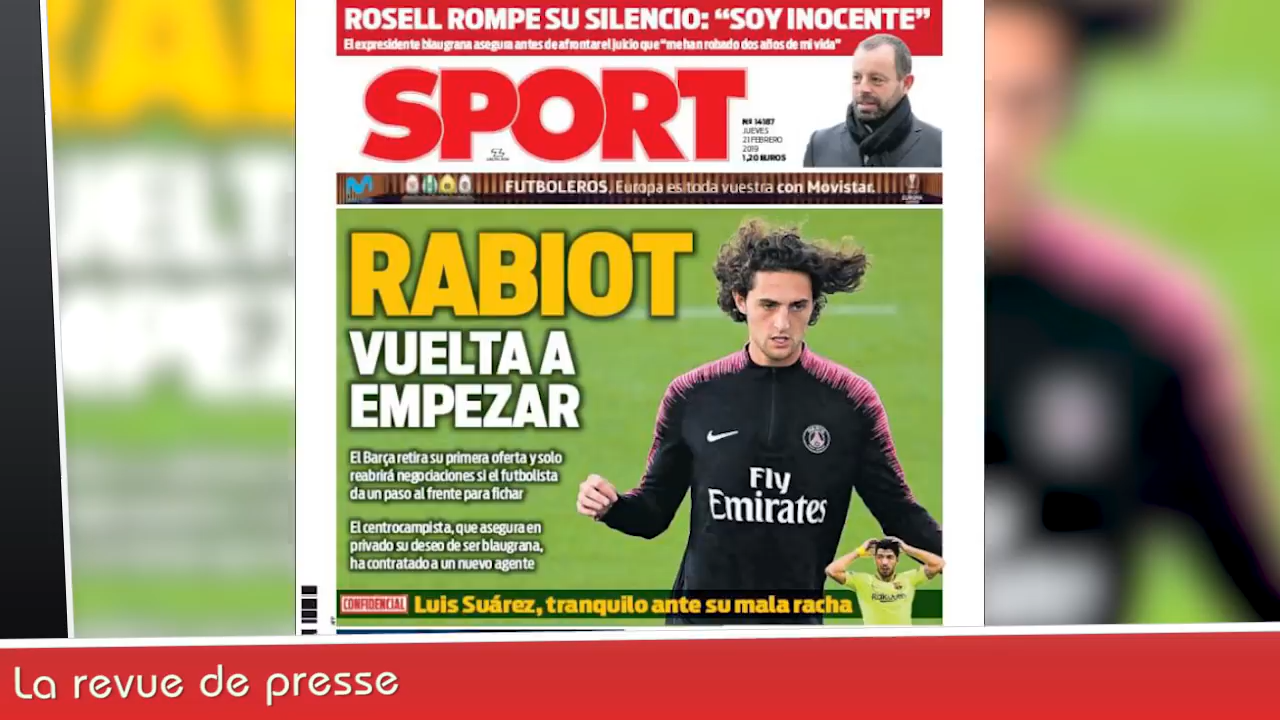 ROSELL ROMPE SU SILENCIO: “SOY INOCENTE”
El expresidente blaugrana asegura antes de afrontar el juicio que “me han robado dos años de mi vida”
SPORT
Nº 14187
JUEVES
21 FEBRERO
2019
1,20 EUROS
FUTBOLEROS, Europa es toda vuestra con Movistar.
RABIOT
VUELTA A
EMPEZAR
El Barça retira su primera oferta y solo
reabrirá negociaciones si el futbolista
da un paso al frente para fichar
El centrocampista, que asegura en
privado su deseo de ser blaugrana,
ha contratado a un nuevo agente
Fly
Emirates
Rakuten
CONFIDENCIAL Luis Suárez, tranquilo ante su mala racha
La revue de presse